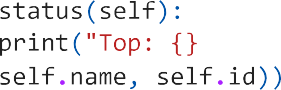 status(self):
print("Top: {}
self.name, self.id))